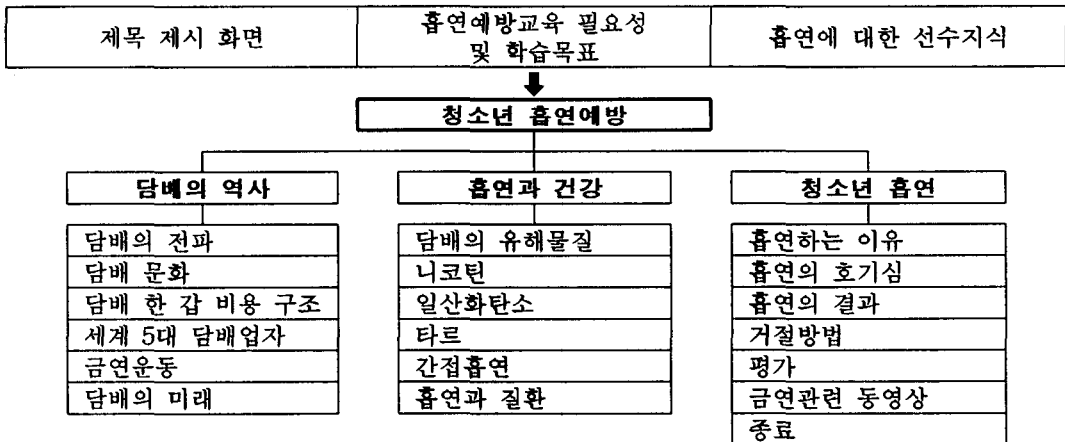 제목 제시 화면
흡연예방교육 필요성
및 학습목표
흡연에 대한 선수지식
청소년 흡연예방
담배의 역사
담배의 전파
담배 문화
담배 한 갑 비용 구조
세계 5대 담배업자
금연운동
담배의 미래
흡연과 건강
담배의 유해물질
니코틴
일산화탄소
타르
간접흡연
흡연과 질환
청소년 흡연
흡연하는 이유
흡연의 호기심
흡연의 결과
거절방법
평가
금연관련 동영상
종료